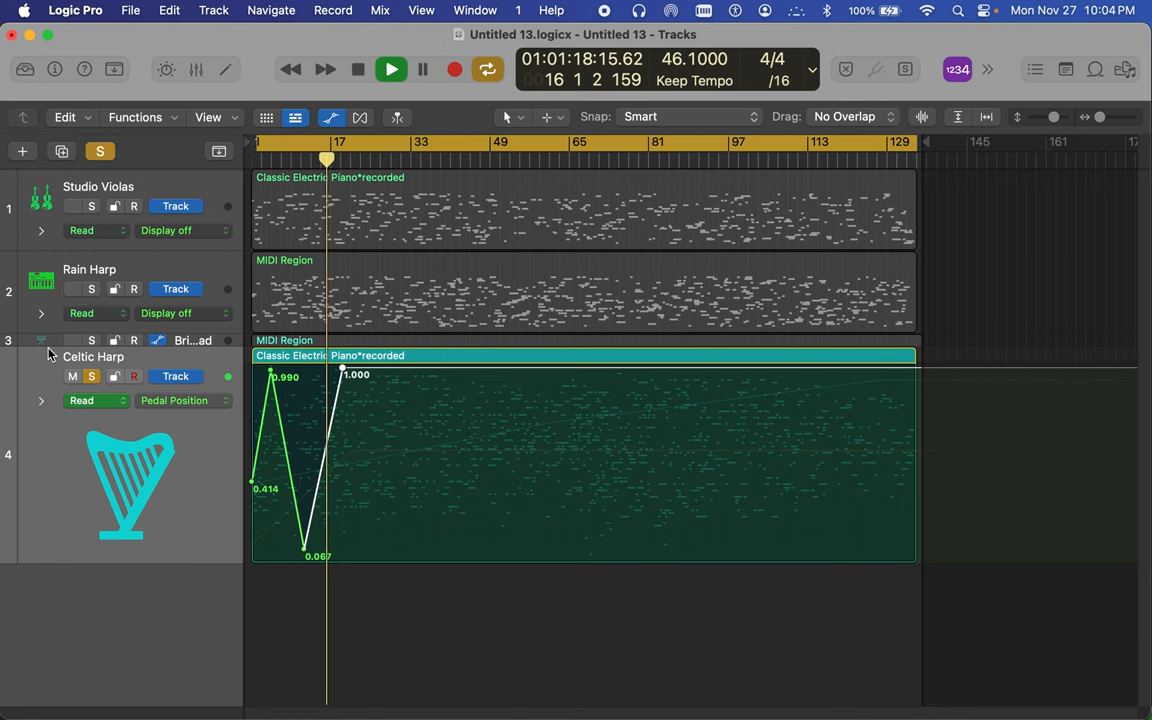 Logic Pro File Edit Track Navigate Record Mix View Window 1 Help 100% Mon Nov 27 10:04 PM
Untitled 13.logicx - Untitled 13 - Tracks
01:01:18:15.62 46.1000 4/4
0016 1 2 159 Keep Tempo /16
1234
Edit Functions View Snap: Smart Drag: No Overlap
S
1 17 33 49 65 81 97 113 129 145 161
1 Studio Violas
S R Track
Read Display off
Classic Electric Piano*recorded
2 Rain Harp
S R Track
Read Display off
MIDI Region
3 S R Bri...ad
MIDI Region
4 Celtic Harp
M S R Track
Read Pedal Position
Classic Electric Piano*recorded
0.990
1.000
0.414
0.067